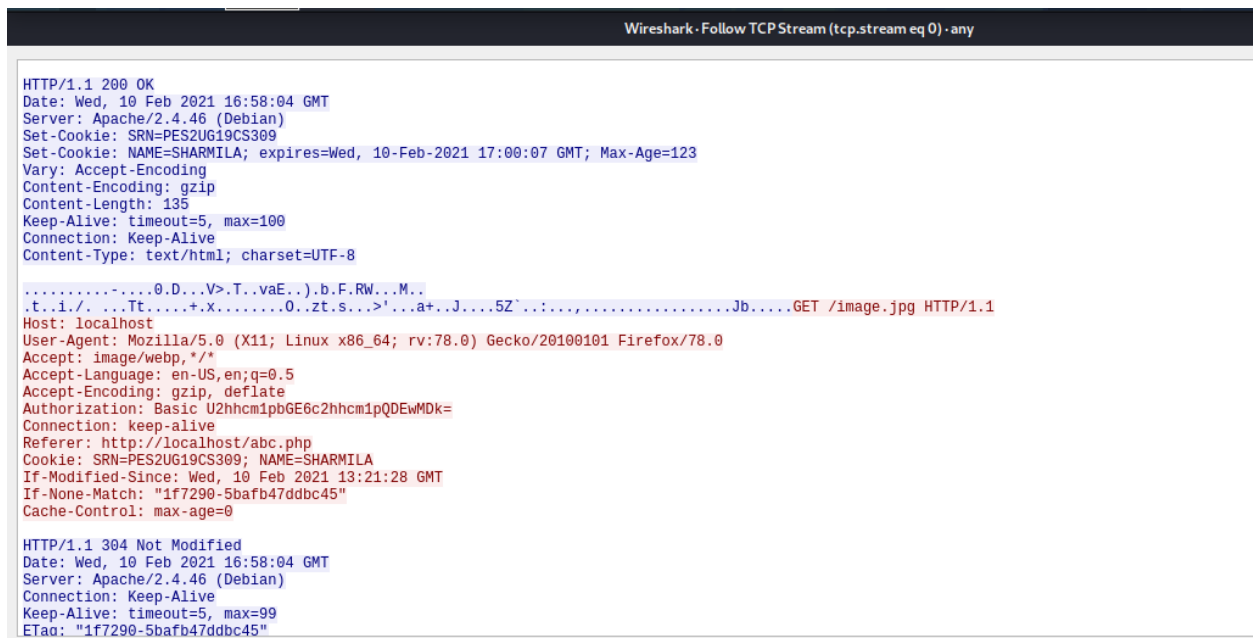 Wireshark · Follow TCP Stream (tcp.stream eq 0) · any
HTTP/1.1 200 OK
Date: Wed, 10 Feb 2021 16:58:04 GMT
Server: Apache/2.4.46 (Debian)
Set-Cookie: SRN=PES2UG19CS309
Set-Cookie: NAME=SHARMILA; expires=Wed, 10-Feb-2021 17:00:07 GMT; Max-Age=123
Vary: Accept-Encoding
Content-Encoding: gzip
Content-Length: 135
Keep-Alive: timeout=5, max=100
Connection: Keep-Alive
Content-Type: text/html; charset=UTF-8
..........-....0.D...V>.T..vaE..).b.F.RW...M..
.t..i./. ...Tt.....+.x........O..zt.s...>'...a+..J....5Z`..:...,.................Jb.....GET /image.jpg HTTP/1.1
Host: localhost
User-Agent: Mozilla/5.0 (X11; Linux x86_64; rv:78.0) Gecko/20100101 Firefox/78.0
Accept: image/webp,*/*
Accept-Language: en-US,en;q=0.5
Accept-Encoding: gzip, deflate
Authorization: Basic U2hhcm1pbGE6c2hhcm1pQDEwMDk=
Connection: keep-alive
Referer: http://localhost/abc.php
Cookie: SRN=PES2UG19CS309; NAME=SHARMILA
If-Modified-Since: Wed, 10 Feb 2021 13:21:28 GMT
If-None-Match: "1f7290-5bafb47ddbc45"
Cache-Control: max-age=0
HTTP/1.1 304 Not Modified
Date: Wed, 10 Feb 2021 16:58:04 GMT
Server: Apache/2.4.46 (Debian)
Connection: Keep-Alive
Keep-Alive: timeout=5, max=99
ETag: "1f7290-5bafb47ddbc45"